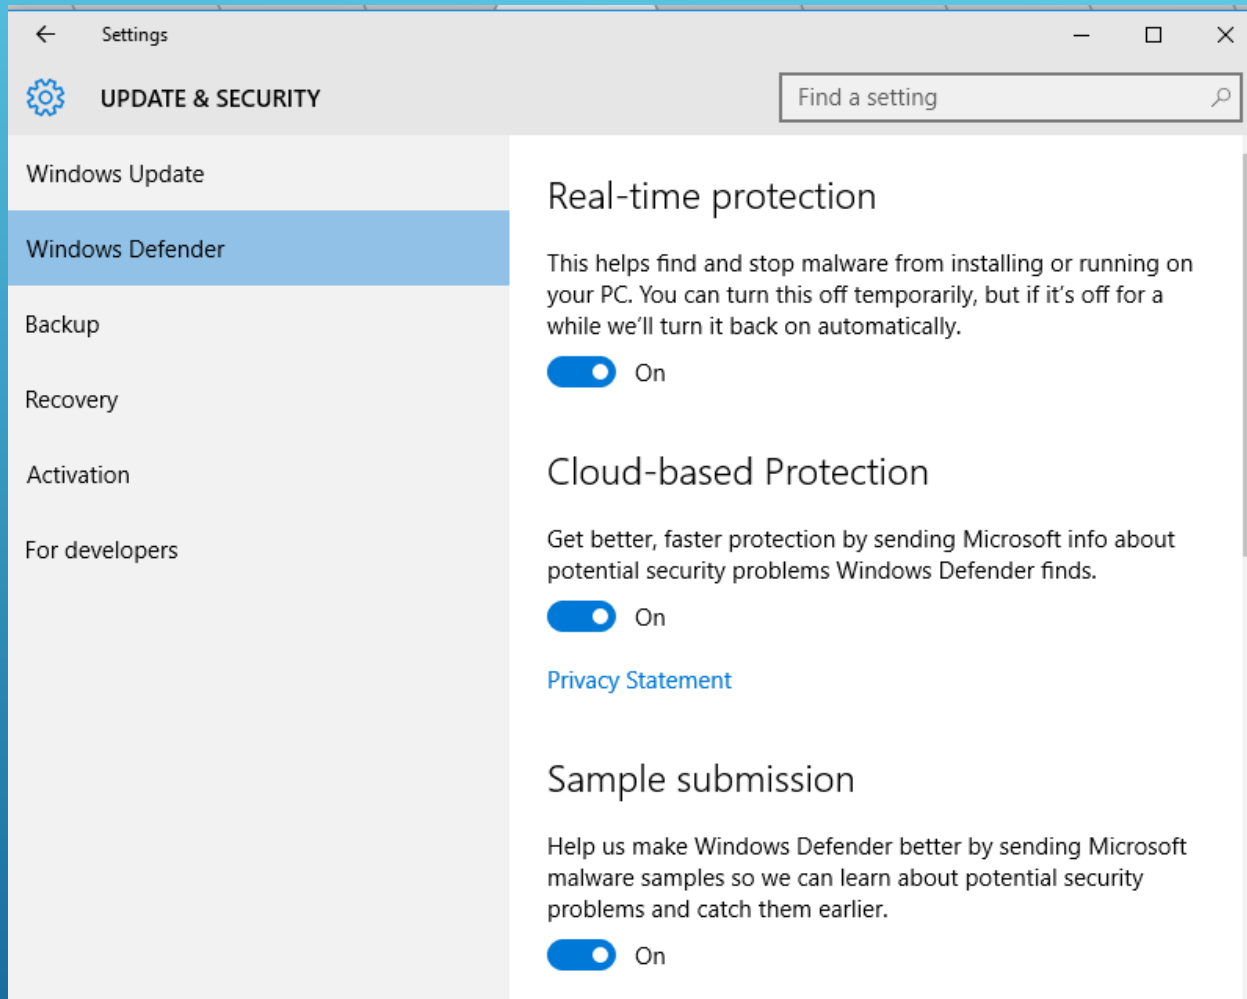 Settings
UPDATE & SECURITY
Find a setting
Windows Update
Windows Defender
Backup
Recovery
Activation
For developers
Real-time protection
This helps find and stop malware from installing or running on
your PC. You can turn this off temporarily, but if it's off for a
while we'll turn it back on automatically.
On
Cloud-based Protection
Get better, faster protection by sending Microsoft info about
potential security problems Windows Defender finds.
On
Privacy Statement
Sample submission
Help us make Windows Defender better by sending Microsoft
malware samples so we can learn about potential security
problems and catch them earlier.
On